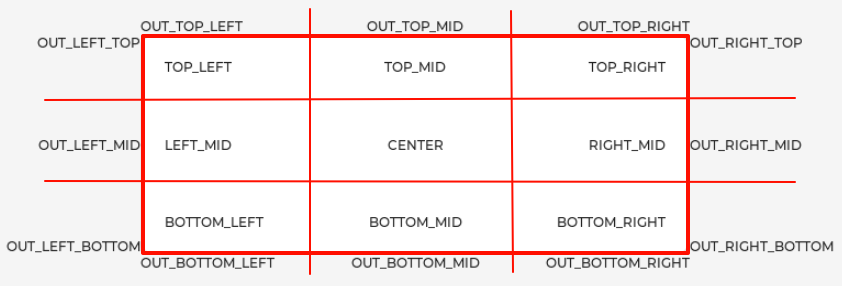 OUT_TOP_LEFT OUT_TOP_MID OUT_TOP_RIGHT
OUT_LEFT_TOP OUT_RIGHT_TOP
TOP_LEFT TOP_MID TOP_RIGHT
OUT_LEFT_MID LEFT_MID CENTER RIGHT_MID OUT_RIGHT_MID
BOTTOM_LEFT BOTTOM_MID BOTTOM_RIGHT
OUT_LEFT_BOTTOM OUT_RIGHT_BOTTOM
OUT_BOTTOM_LEFT OUT_BOTTOM_MID OUT_BOTTOM_RIGHT